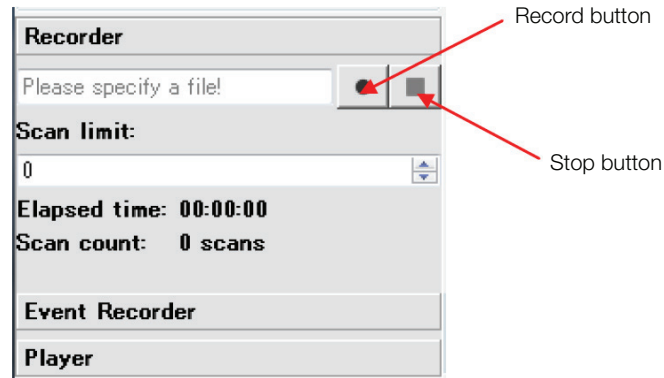 Record button
Recorder
Please specify a file!
Scan limit:
0
Stop button
Elapsed time: 00:00:00
Scan count: 0 scans
Event Recorder
Player